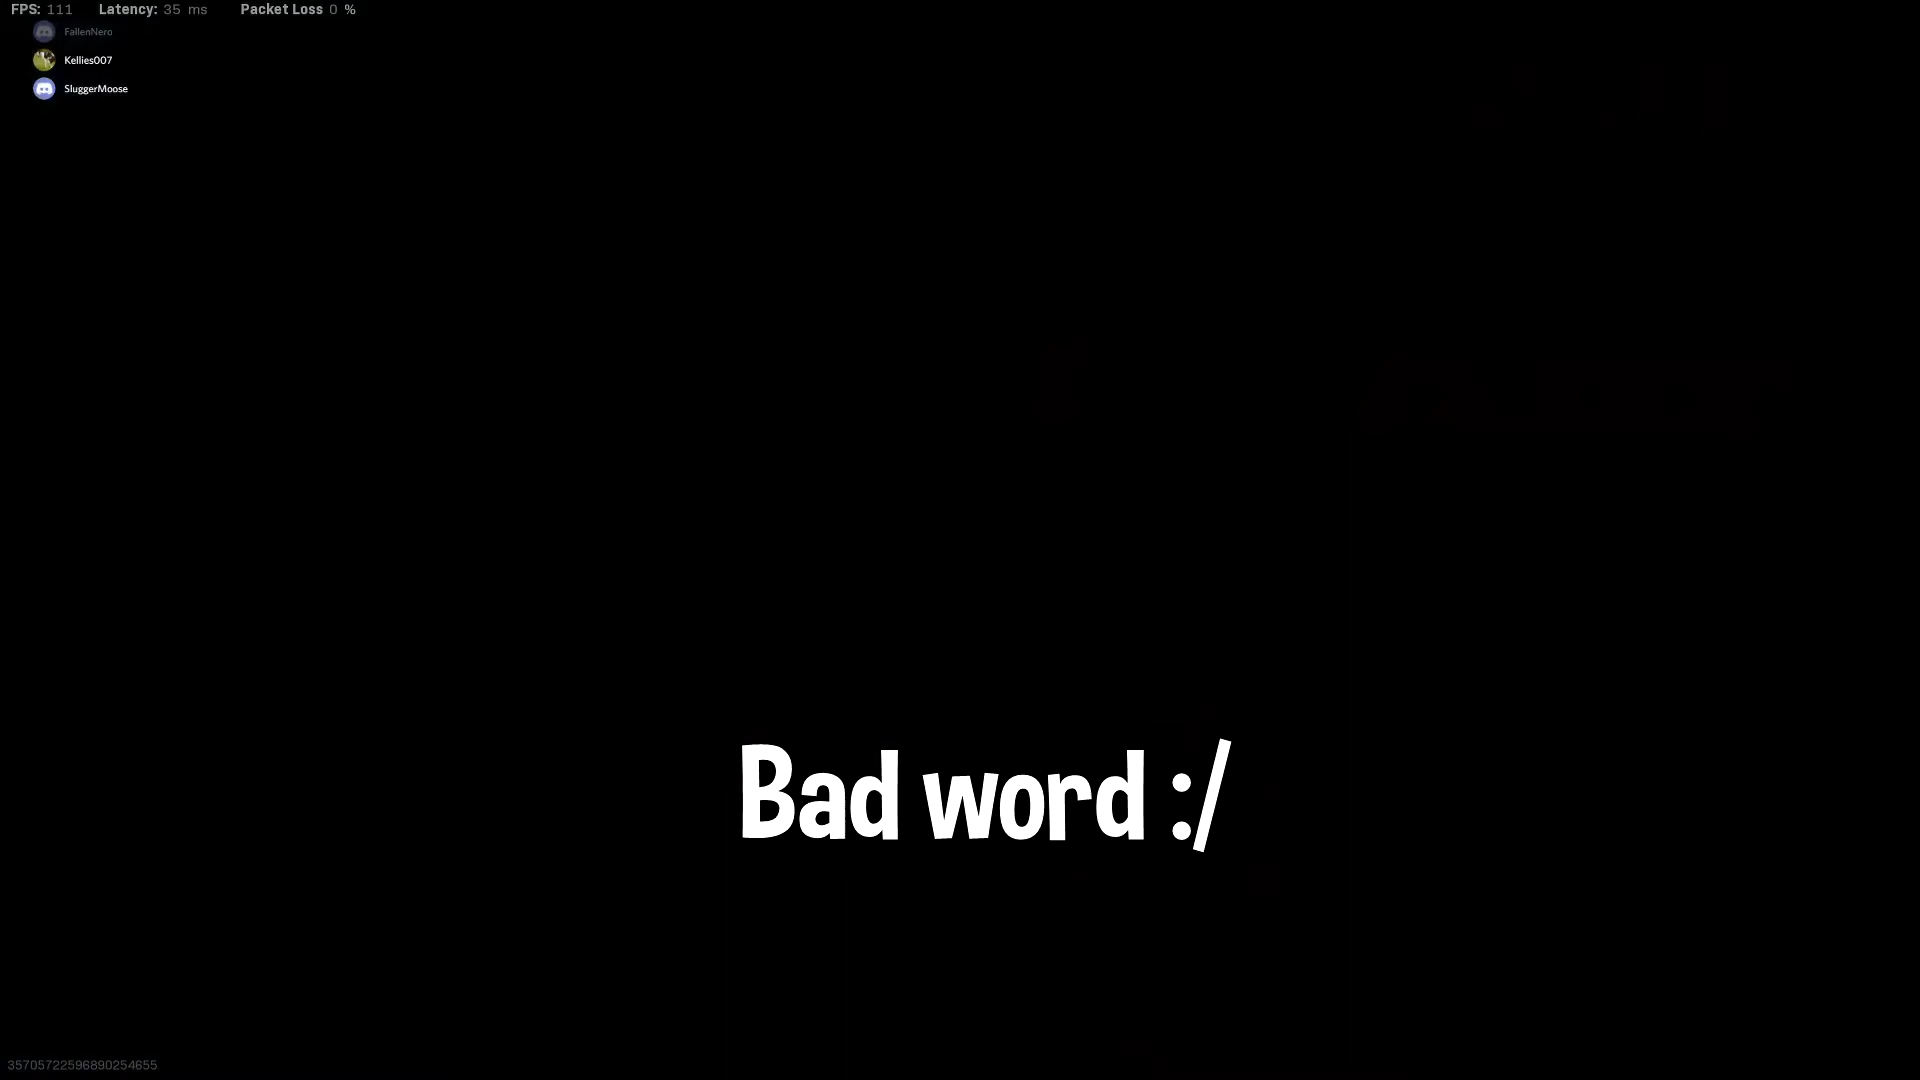 FPS: 111 Latency: 35 ms Packet Loss 0 %
FallenNero
Kellies007
SluggerMoose
Bad word :/
35705722596890254655